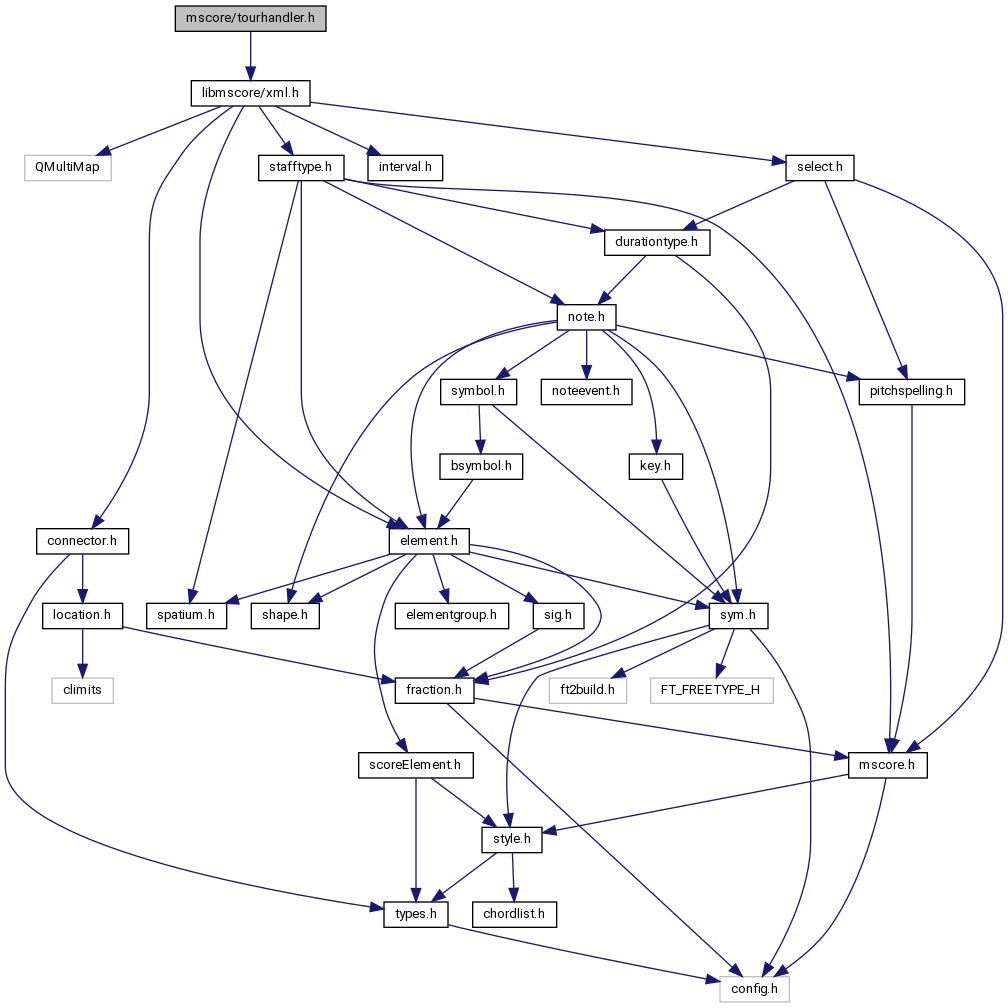 mscore/tourhandler.h
libmscore/xml.h
QMultiMap
stafftype.h
interval.h
select.h
durationtype.h
note.h
symbol.h
noteevent.h
pitchspelling.h
bsymbol.h
key.h
connector.h
element.h
location.h
spatium.h
shape.h
elementgroup.h
sig.h
sym.h
climits
fraction.h
ft2build.h
FT_FREETYPE_H
scoreElement.h
mscore.h
style.h
types.h
chordlist.h
config.h